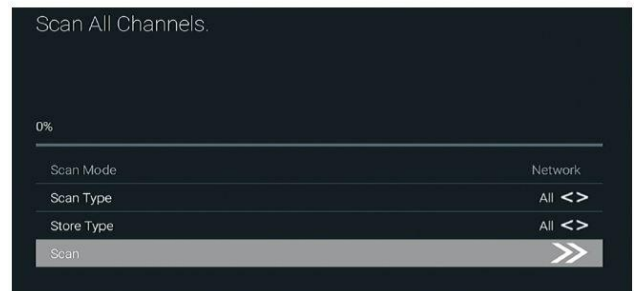 Scan All Channels.
0%
Scan Mode Network
Scan Type All <>
Store Type All <>
Scan